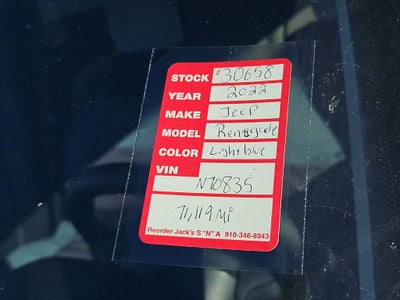 STOCK #30658
YEAR 2022
MAKE Jeep
MODEL Renegade
COLOR Light blue
VIN
N70835
71,119 Mi
Reorder Jack's S "N" A 910-346-8943